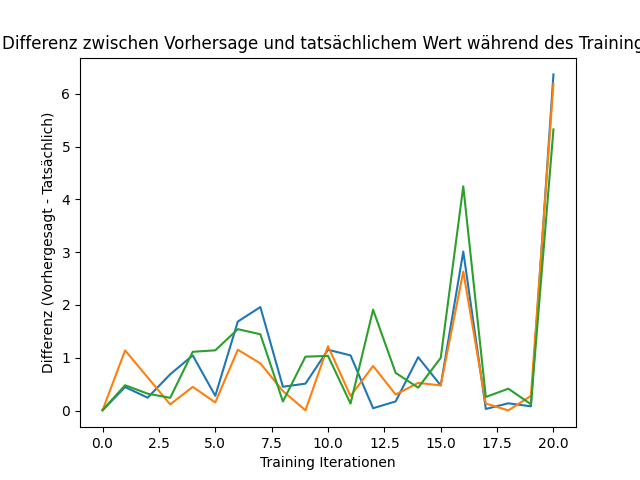 Differenz zwischen Vorhersage und tatsächlichem Wert während des Training
Differenz (Vorhergesagt - Tatsächlich)
6
5
4
3
2
1
0
0.0 2.5 5.0 7.5 10.0 12.5 15.0 17.5 20.0
Training Iterationen